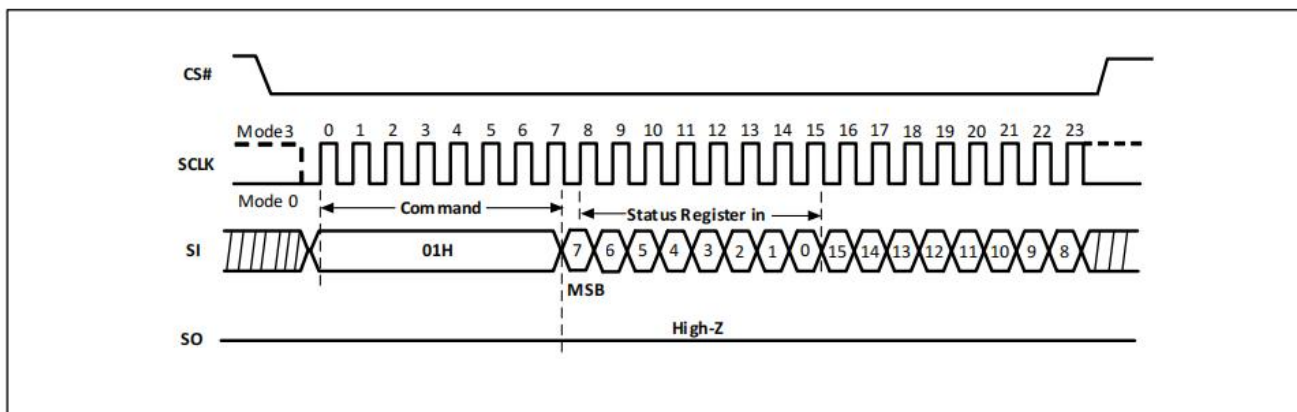 CS#
Mode3 0 1 2 3 4 5 6 7 8 9 10 11 12 13 14 15 16 17 18 19 20 21 22 23
SCLK
Mode 0
Command Status Register in
SI 01H 7 6 5 4 3 2 1 0 15 14 13 12 11 10 9 8
MSB
High-Z
SO